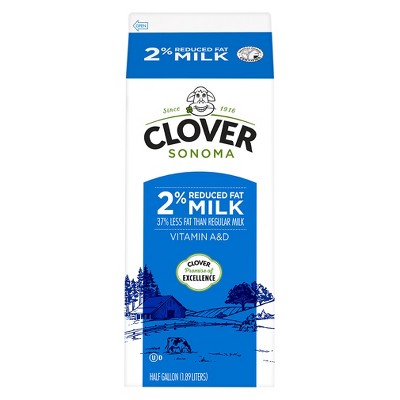 OPEN
2% REDUCED FAT
MILK
Since 1916
CLOVER
SONOMA
2% REDUCED FAT
MILK
37% LESS FAT THAN REGULAR MILK
VITAMIN A&D
CLOVER
Promise of
EXCELLENCE
U D
HALF GALLON (1.89 LITERS)